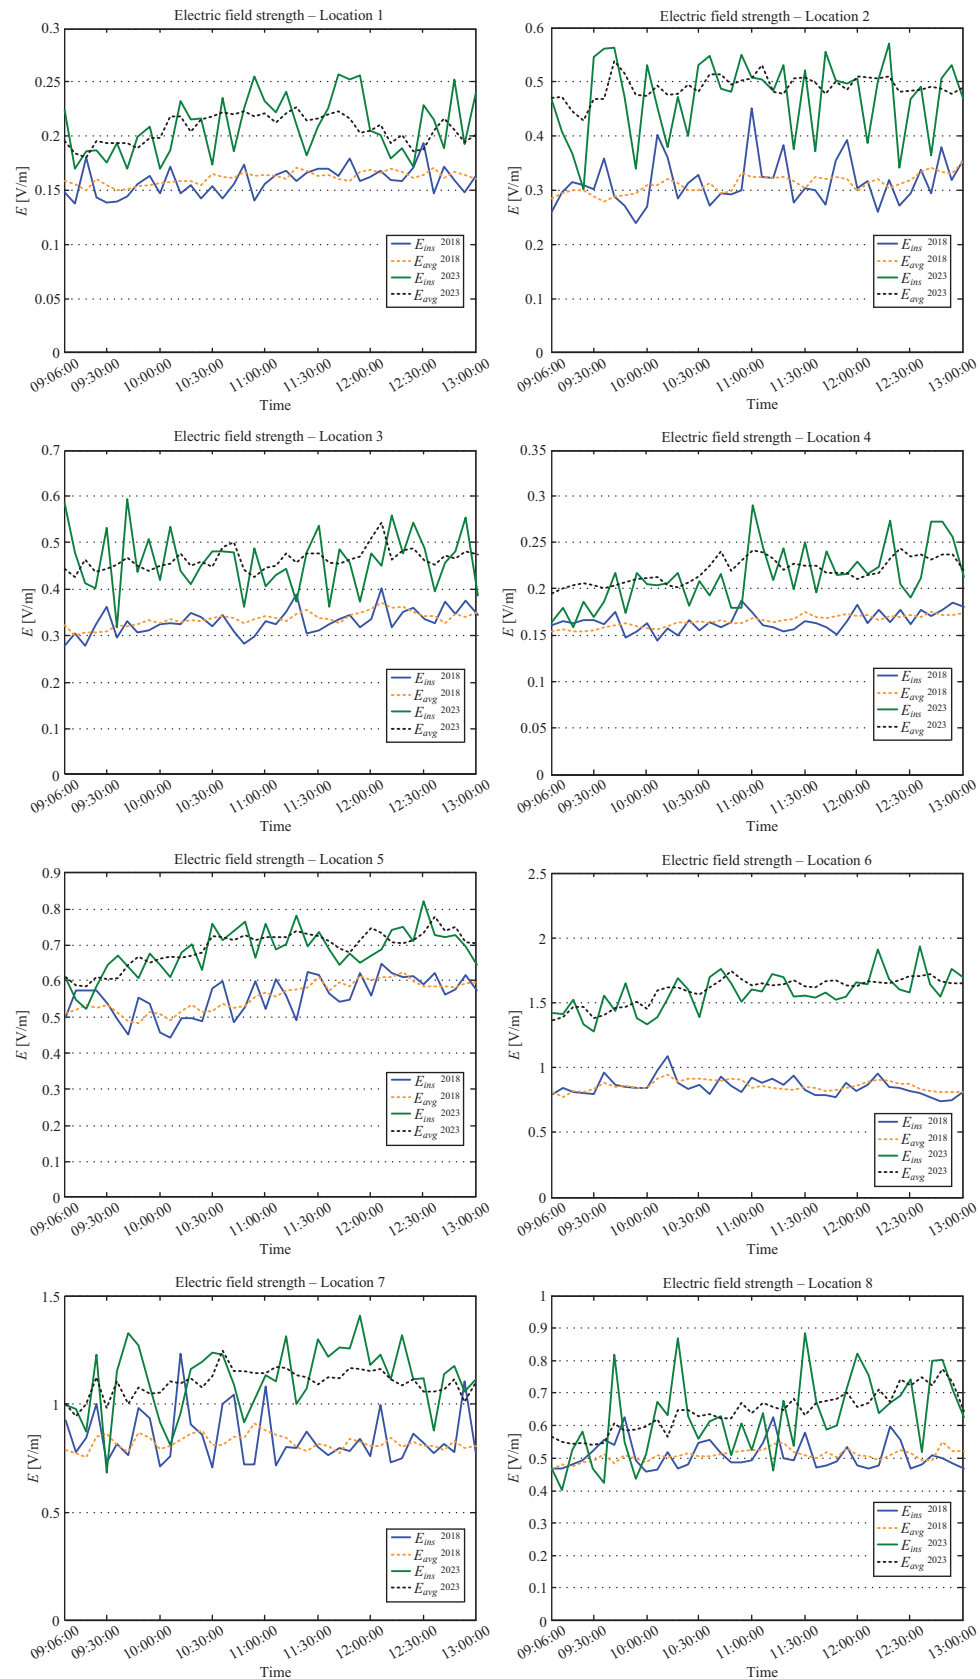 Electric field strength – Location 1
0.3
0.25
0.2
0.15
0.1
0.05
0
E [V/m]
E_ins 2018
E_avg 2018
E_ins 2023
E_avg 2023
09:06:00 09:30:00 10:00:00 10:30:00 11:00:00 11:30:00 12:00:00 12:30:00 13:00:00
Time
Electric field strength – Location 2
0.6
0.5
0.4
0.3
0.2
0.1
0
E [V/m]
E_ins 2018
E_avg 2018
E_ins 2023
E_avg 2023
09:06:00 09:30:00 10:00:00 10:30:00 11:00:00 11:30:00 12:00:00 12:30:00 13:00:00
Time
Electric field strength – Location 3
0.7
0.6
0.5
0.4
0.3
0.2
0.1
0
E [V/m]
E_ins 2018
E_avg 2018
E_ins 2023
E_avg 2023
09:06:00 09:30:00 10:00:00 10:30:00 11:00:00 11:30:00 12:00:00 12:30:00 13:00:00
Time
Electric field strength – Location 4
0.35
0.3
0.25
0.2
0.15
0.1
0.05
0
E [V/m]
E_ins 2018
E_avg 2018
E_ins 2023
E_avg 2023
09:06:00 09:30:00 10:00:00 10:30:00 11:00:00 11:30:00 12:00:00 12:30:00 13:00:00
Time
Electric field strength – Location 5
0.9
0.8
0.7
0.6
0.5
0.4
0.3
0.2
0.1
0
E [V/m]
E_ins 2018
E_avg 2018
E_ins 2023
E_avg 2023
09:06:00 09:30:00 10:00:00 10:30:00 11:00:00 11:30:00 12:00:00 12:30:00 13:00:00
Time
Electric field strength – Location 6
2.5
2
1.5
1
0.5
0
E [V/m]
E_ins 2018
E_avg 2018
E_ins 2023
E_avg 2023
09:06:00 09:30:00 10:00:00 10:30:00 11:00:00 11:30:00 12:00:00 12:30:00 13:00:00
Time
Electric field strength – Location 7
1.5
1
0.5
0
E [V/m]
E_ins 2018
E_avg 2018
E_ins 2023
E_avg 2023
09:06:00 09:30:00 10:00:00 10:30:00 11:00:00 11:30:00 12:00:00 12:30:00 13:00:00
Time
Electric field strength – Location 8
1
0.9
0.8
0.7
0.6
0.5
0.4
0.3
0.2
0.1
0
E [V/m]
E_ins 2018
E_avg 2018
E_ins 2023
E_avg 2023
09:06:00 09:30:00 10:00:00 10:30:00 11:00:00 11:30:00 12:00:00 12:30:00 13:00:00
Time